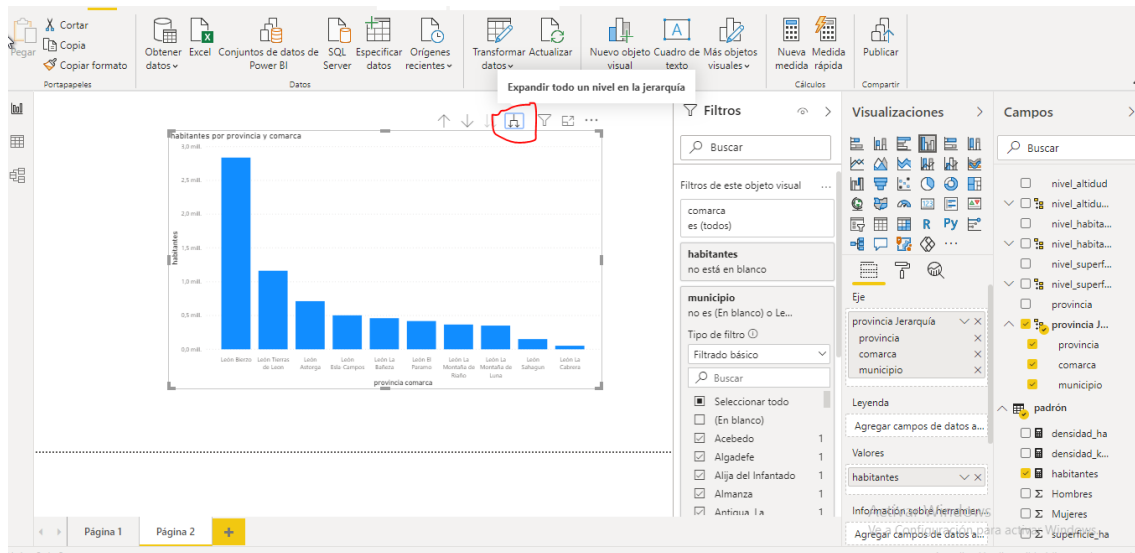 Cortar
Pegar
Copia
Copiar formato
Portapapeles
Obtener
datos
Excel
Conjuntos de datos de
Power BI
SQL
Server
Especificar
datos
Orígenes
recientes
Datos
Transformar
datos
Actualizar
Nuevo objeto
visual
Cuadro de
texto
Más objetos
visuales
Nueva
medida
Medida
rápida
Cálculos
Publicar
Compartir
Expandir todo un nivel en la jerarquía
habitantes por provincia y comarca
3,0 mill.
2,5 mill.
2,0 mill.
1,5 mill.
1,0 mill.
0,5 mill.
0,0 mill.
habitantes
León Bierzo
León Tierras
de Leon
León
Astorga
León
Esla Campos
León La
Bañeza
León El
Paramo
León La
Montaña de
Riaño
León La
Montaña de
Luna
León
Sahagun
León La
Cabrera
provincia comarca
Filtros
Buscar
Filtros de este objeto visual
comarca
es (todos)
habitantes
no está en blanco
municipio
no es (En blanco) o Le...
Tipo de filtro
Filtrado básico
Buscar
Seleccionar todo
(En blanco)
Acebedo 1
Algadefe 1
Alija del Infantado 1
Almanza 1
Antigua, La 1
Visualizaciones
R Py
Eje
provincia Jerarquía
provincia
comarca
municipio
Leyenda
Agregar campos de datos a...
Valores
habitantes
Información sobre herramien...
Agregar campos de datos a...
Campos
Buscar
nivel_altidud
nivel_altidu...
nivel_habita...
nivel_habita...
nivel_superf...
nivel_superf...
provincia
provincia J...
provincia
comarca
municipio
padrón
densidad_ha
densidad_k...
habitantes
Hombres
Mujeres
superficie_ha
Activar Windows
Ve a Configuración para activar Windows.
Página 1
Página 2